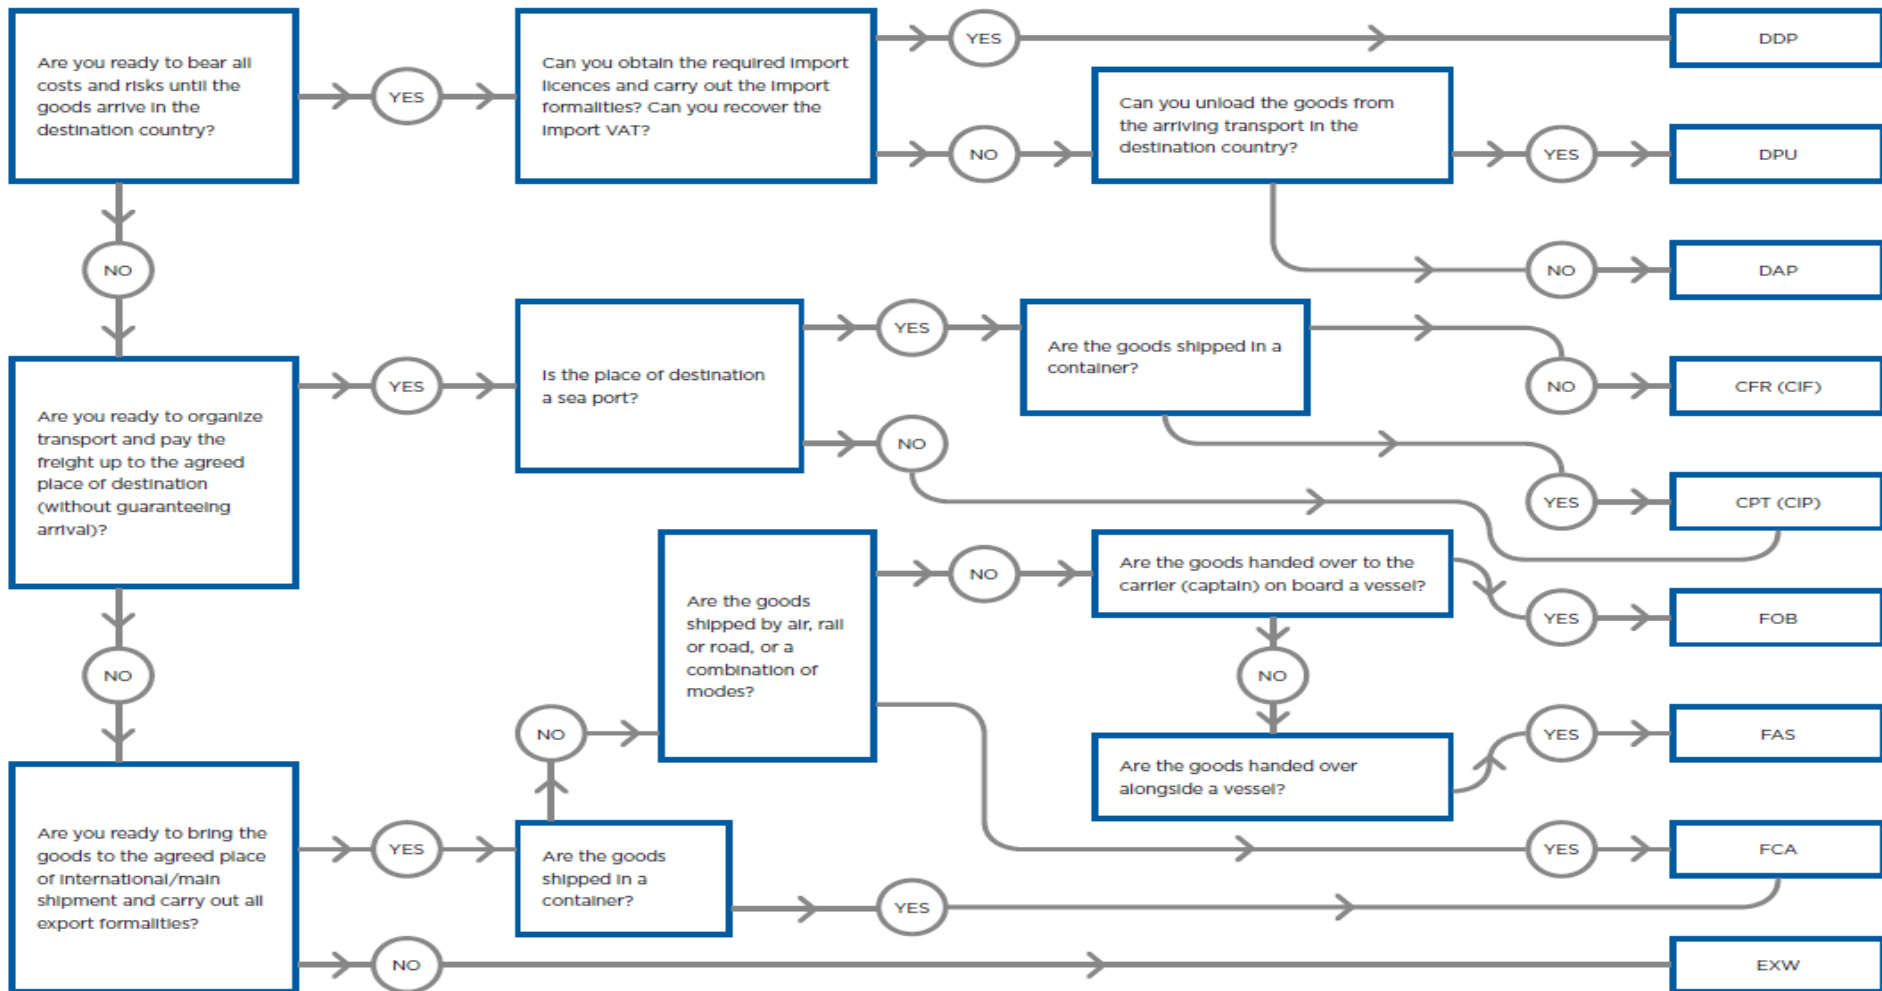 Are you ready to bear all
costs and risks until the
goods arrive in the
destination country?
YES
Can you obtain the required import
licences and carry out the import
formalities? Can you recover the
import VAT?
YES
DDP
NO
Can you unload the goods from
the arriving transport in the
destination country?
YES
DPU
NO
DAP
NO
Are you ready to organize
transport and pay the
freight up to the agreed
place of destination
(without guaranteeing
arrival)?
YES
Is the place of destination
a sea port?
YES
Are the goods shipped in a
container?
NO
CFR (CIF)
NO
YES
CPT (CIP)
NO
Are you ready to bring the
goods to the agreed place
of international/main
shipment and carry out all
export formalities?
YES
Are the goods
shipped in a
container?
NO
Are the goods
shipped by air, rail
or road, or a
combination of
modes?
NO
Are the goods handed over to the
carrier (captain) on board a vessel?
YES
FOB
NO
Are the goods handed over
alongside a vessel?
YES
FAS
YES
FCA
YES
NO
EXW